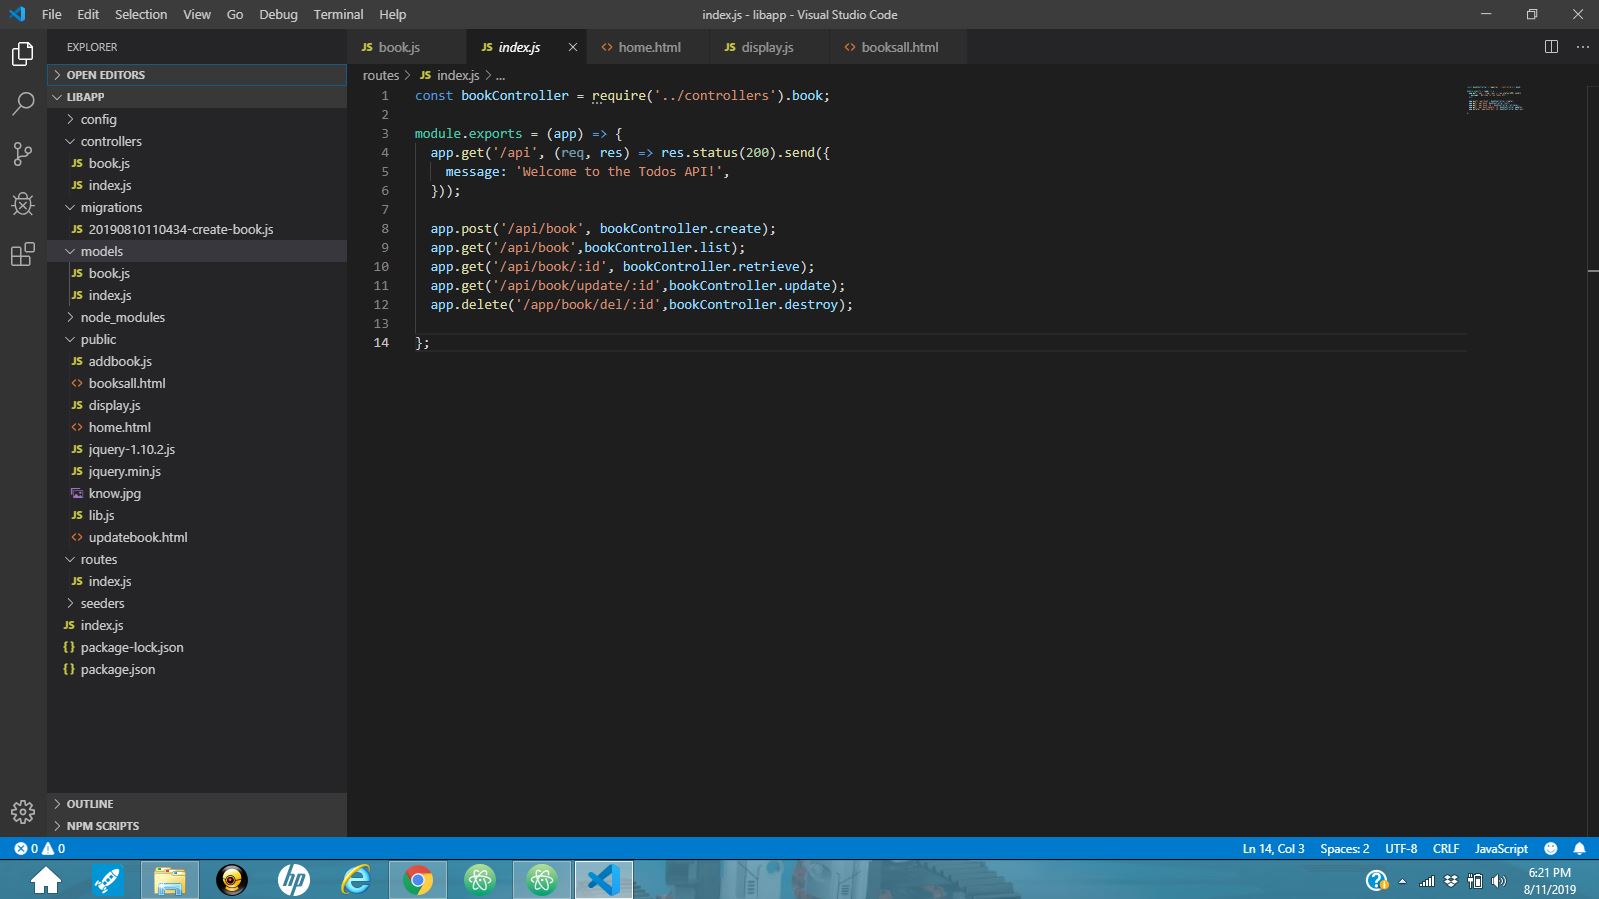 File Edit Selection View Go Debug Terminal Help
index.js - libapp - Visual Studio Code
EXPLORER
OPEN EDITORS
LIBAPP
config
controllers
JS book.js
JS index.js
migrations
JS 20190810110434-create-book.js
models
JS book.js
JS index.js
node_modules
public
JS addbook.js
<> booksall.html
JS display.js
<> home.html
JS jquery-1.10.2.js
JS jquery.min.js
know.jpg
JS lib.js
<> updatebook.html
routes
JS index.js
seeders
JS index.js
{} package-lock.json
{} package.json
OUTLINE
NPM SCRIPTS
JS book.js JS index.js <> home.html JS display.js <> booksall.html
routes > JS index.js > ...
1 const bookController = require('../controllers').book;
2
3 module.exports = (app) => {
4 app.get('/api', (req, res) => res.status(200).send({
5 message: 'Welcome to the Todos API!',
6 }));
7
8 app.post('/api/book', bookController.create);
9 app.get('/api/book',bookController.list);
10 app.get('/api/book/:id', bookController.retrieve);
11 app.get('/api/book/update/:id',bookController.update);
12 app.delete('/app/book/del/:id',bookController.destroy);
13
14 };
0 0 Ln 14, Col 3 Spaces: 2 UTF-8 CRLF JavaScript
hp
6:21 PM
8/11/2019